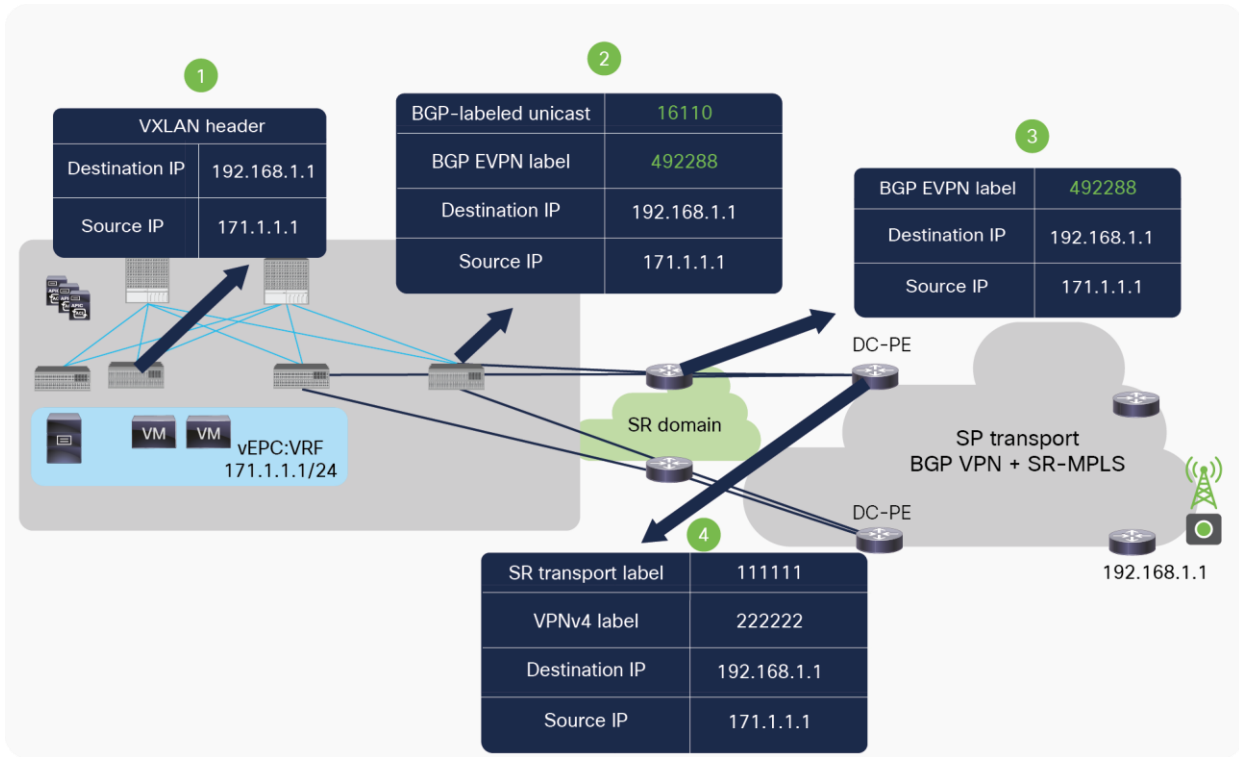 1
VXLAN header
Destination IP 192.168.1.1
Source IP 171.1.1.1
2
BGP-labeled unicast 16110
BGP EVPN label 492288
Destination IP 192.168.1.1
Source IP 171.1.1.1
3
BGP EVPN label 492288
Destination IP 192.168.1.1
Source IP 171.1.1.1
APIC
DC-PE
SR domain
SP transport
BGP VPN + SR-MPLS
VM VM
vEPC:VRF
171.1.1.1/24
DC-PE
192.168.1.1
4
SR transport label 111111
VPNv4 label 222222
Destination IP 192.168.1.1
Source IP 171.1.1.1